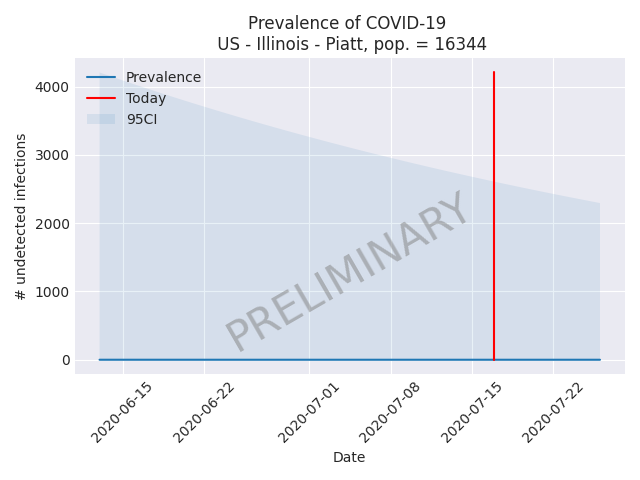 Prevalence of COVID-19
US - Illinois - Piatt, pop. = 16344
Prevalence
Today
95CI
# undetected infections
4000
3000
2000
1000
0
PRELIMINARY
2020-06-15
2020-06-22
2020-07-01
2020-07-08
2020-07-15
2020-07-22
Date